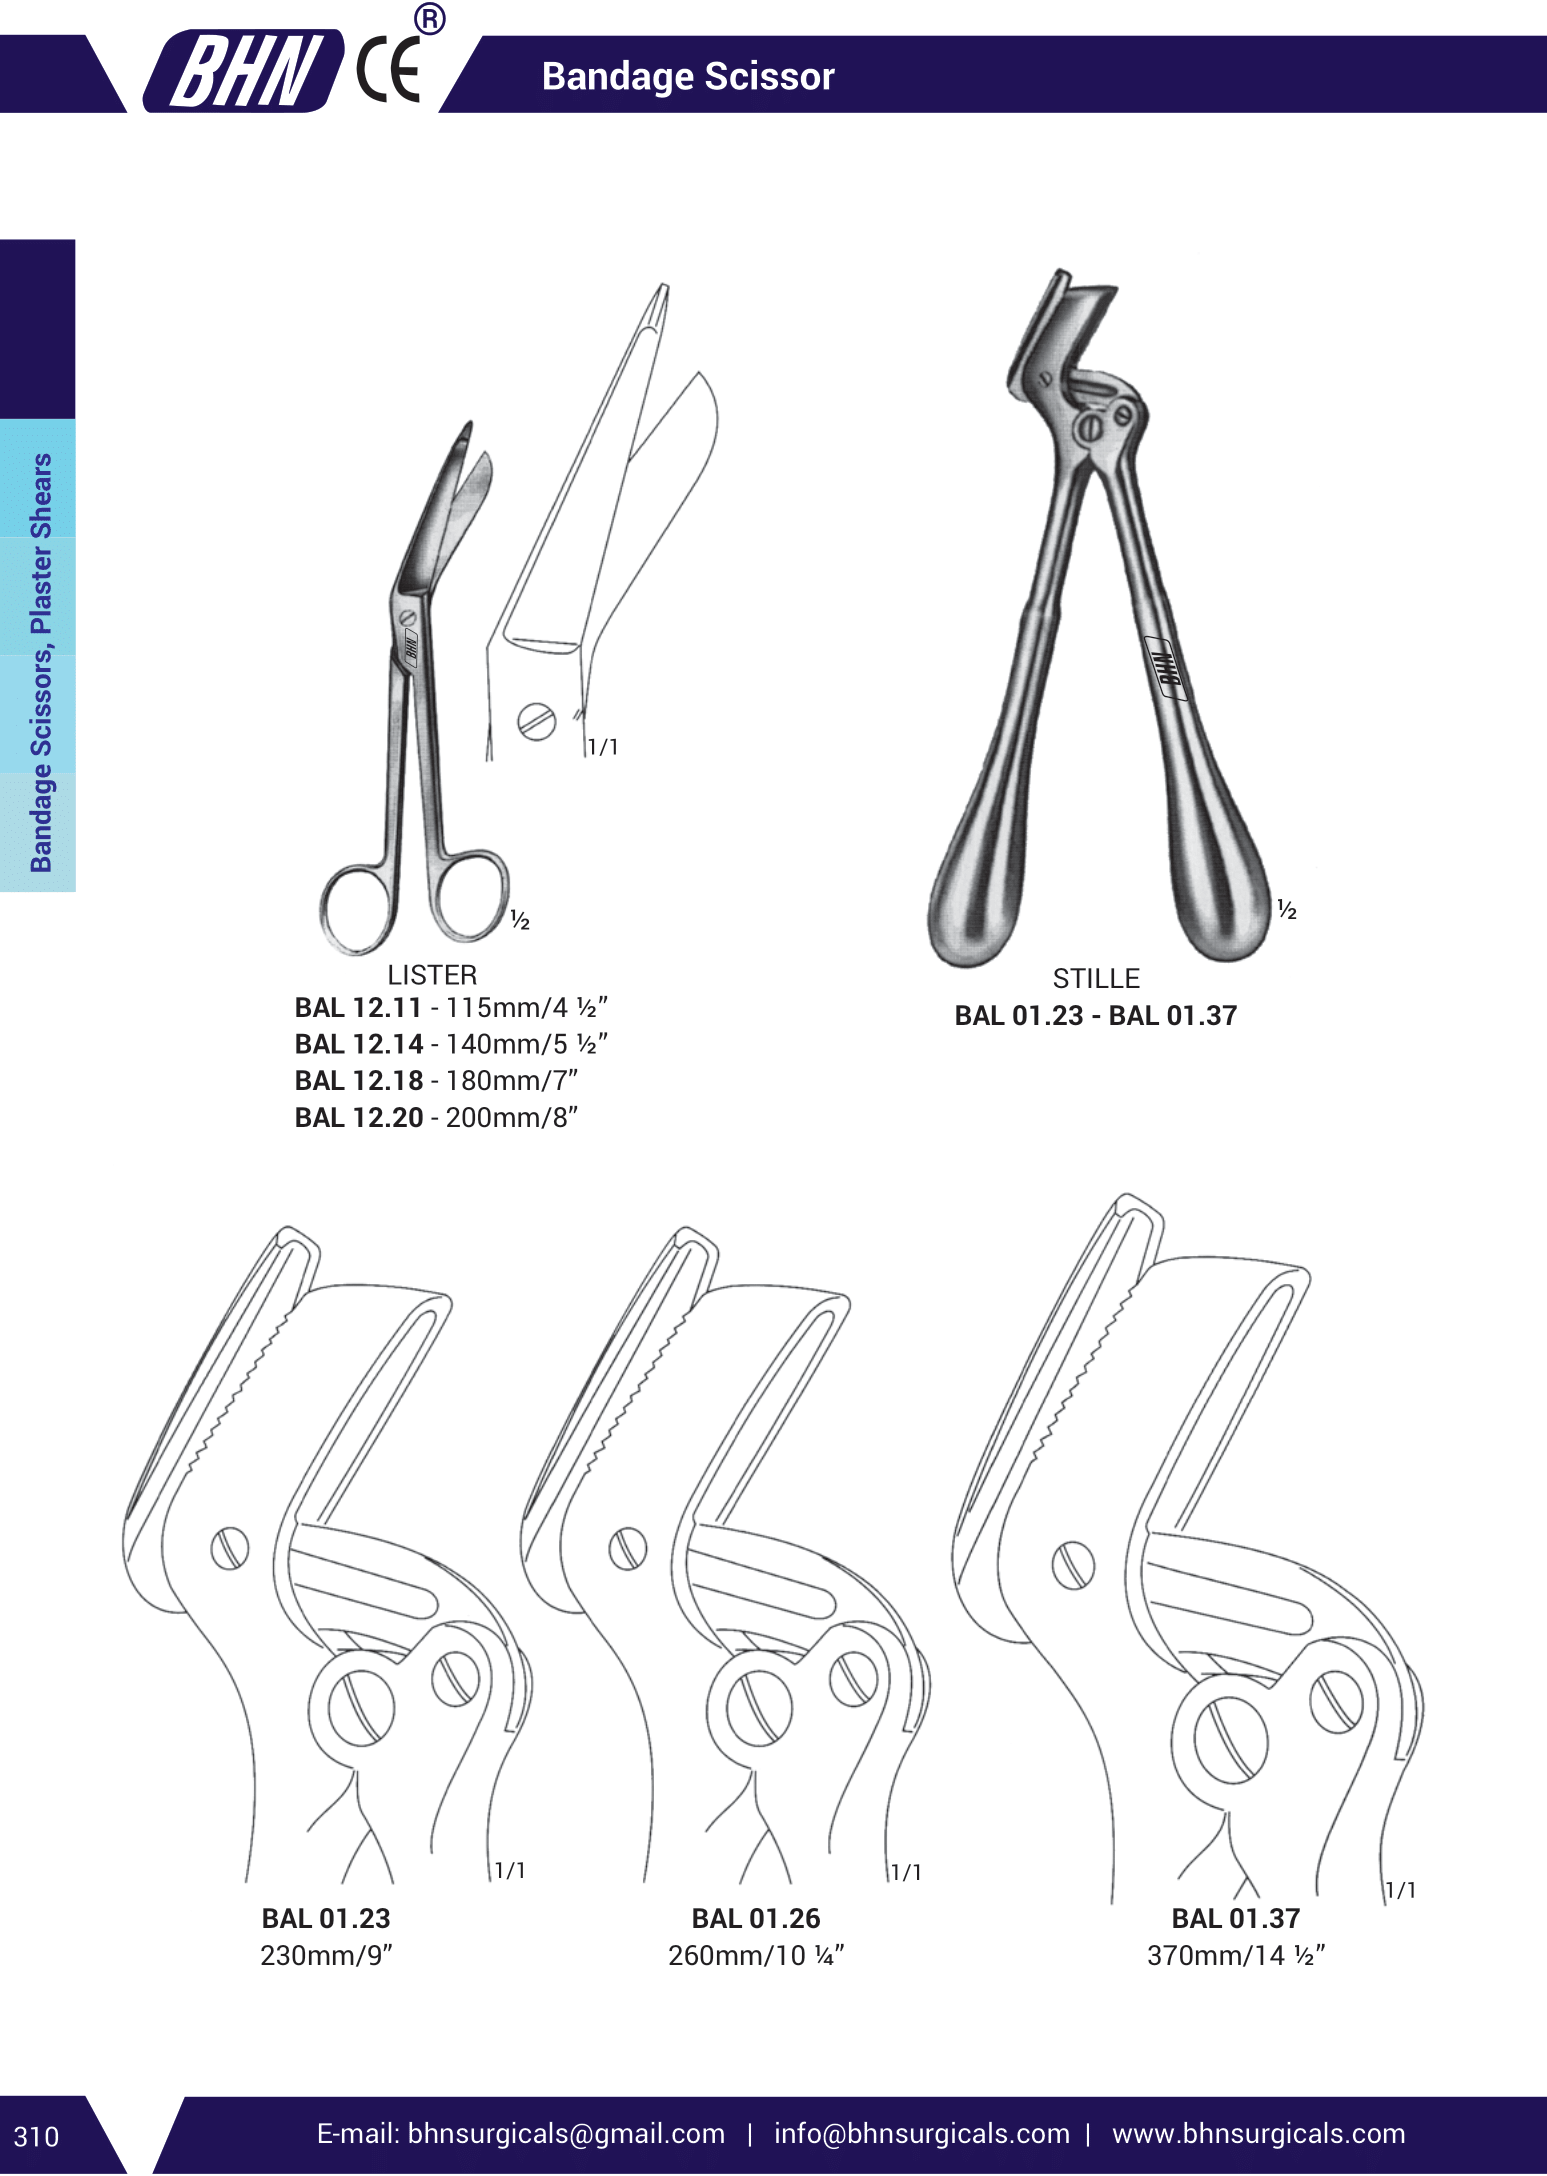 BHN CE ®
Bandage Scissor
Bandage Scissors, Plaster Shears
BHN
1/1
½
LISTER
BAL 12.11 - 115mm/4 ½”
BAL 12.14 - 140mm/5 ½”
BAL 12.18 - 180mm/7”
BAL 12.20 - 200mm/8”
BHN
½
STILLE
BAL 01.23 - BAL 01.37
1/1
BAL 01.23
230mm/9”
1/1
BAL 01.26
260mm/10 ¼”
1/1
BAL 01.37
370mm/14 ½”
310
E-mail: bhnsurgicals@gmail.com | info@bhnsurgicals.com | www.bhnsurgicals.com